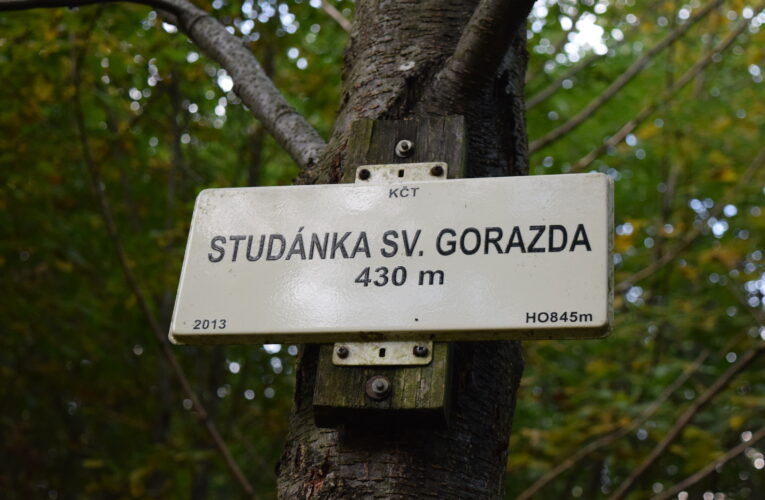 KČT
STUDÁNKA SV. GORAZDA
430 m
2013 HO845m